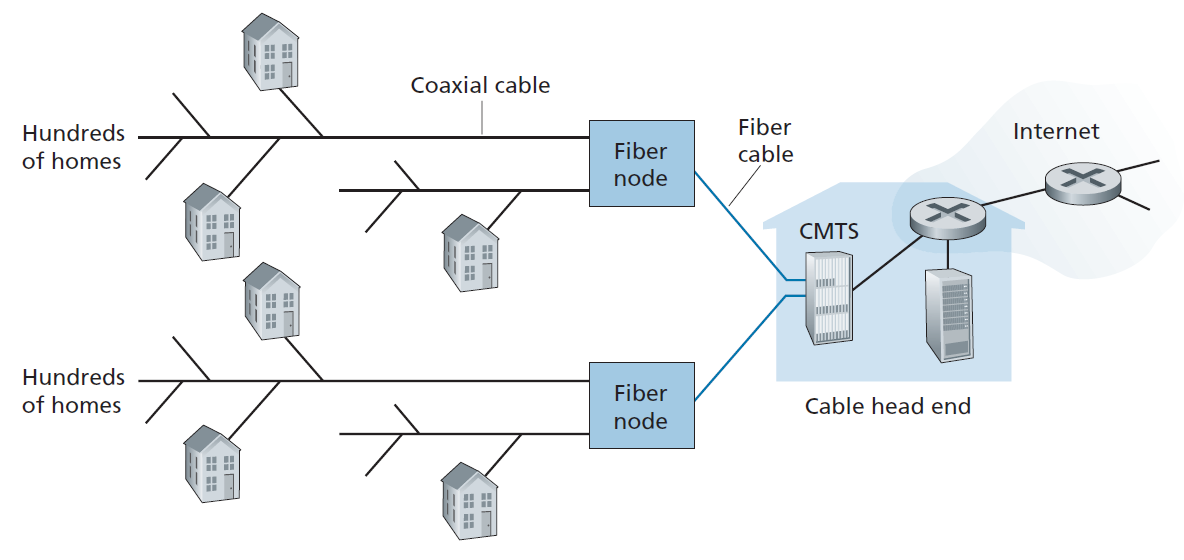 Coaxial cable
Hundreds
of homes
Fiber
node
Fiber
cable
Internet
CMTS
Hundreds
of homes
Fiber
node
Cable head end